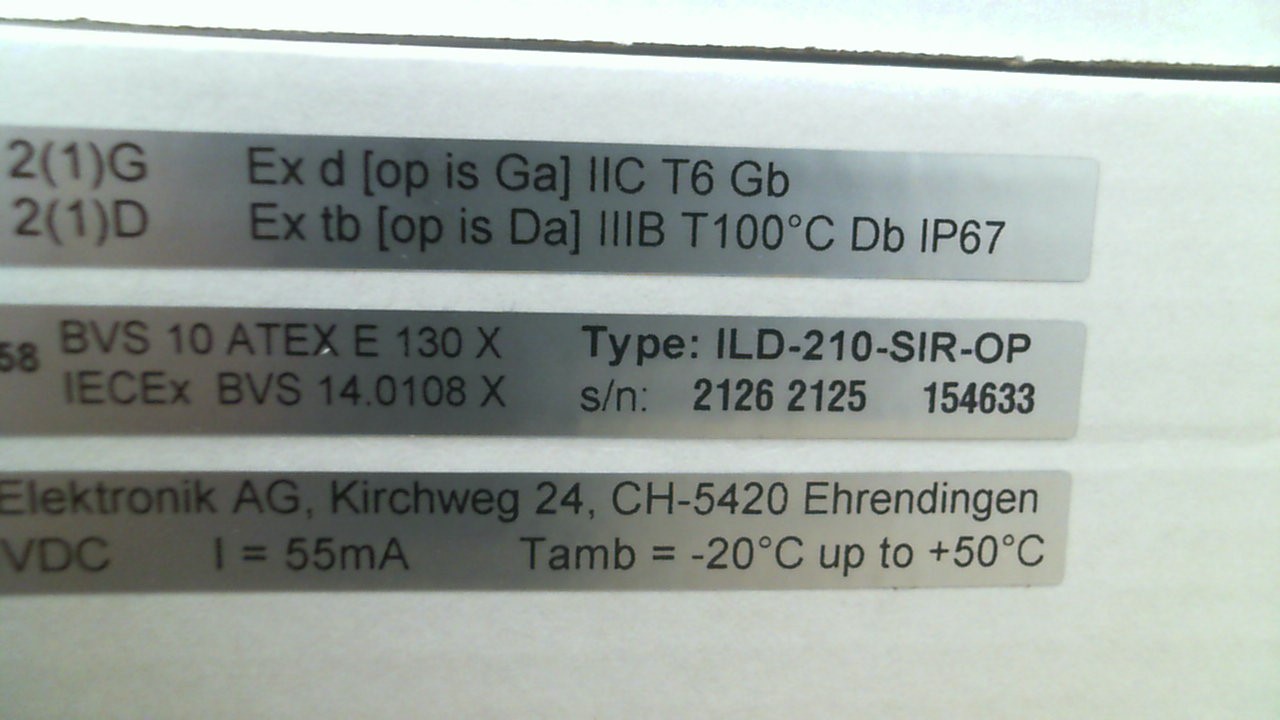 2(1)G Ex d [op is Ga] IIC T6 Gb
2(1)D Ex tb [op is Da] IIIB T100°C Db IP67
58 BVS 10 ATEX E 130 X Type: ILD-210-SIR-OP
IECEx BVS 14.0108 X s/n: 2126 2125 154633
Elektronik AG, Kirchweg 24, CH-5420 Ehrendingen
VDC I = 55mA Tamb = -20°C up to +50°C